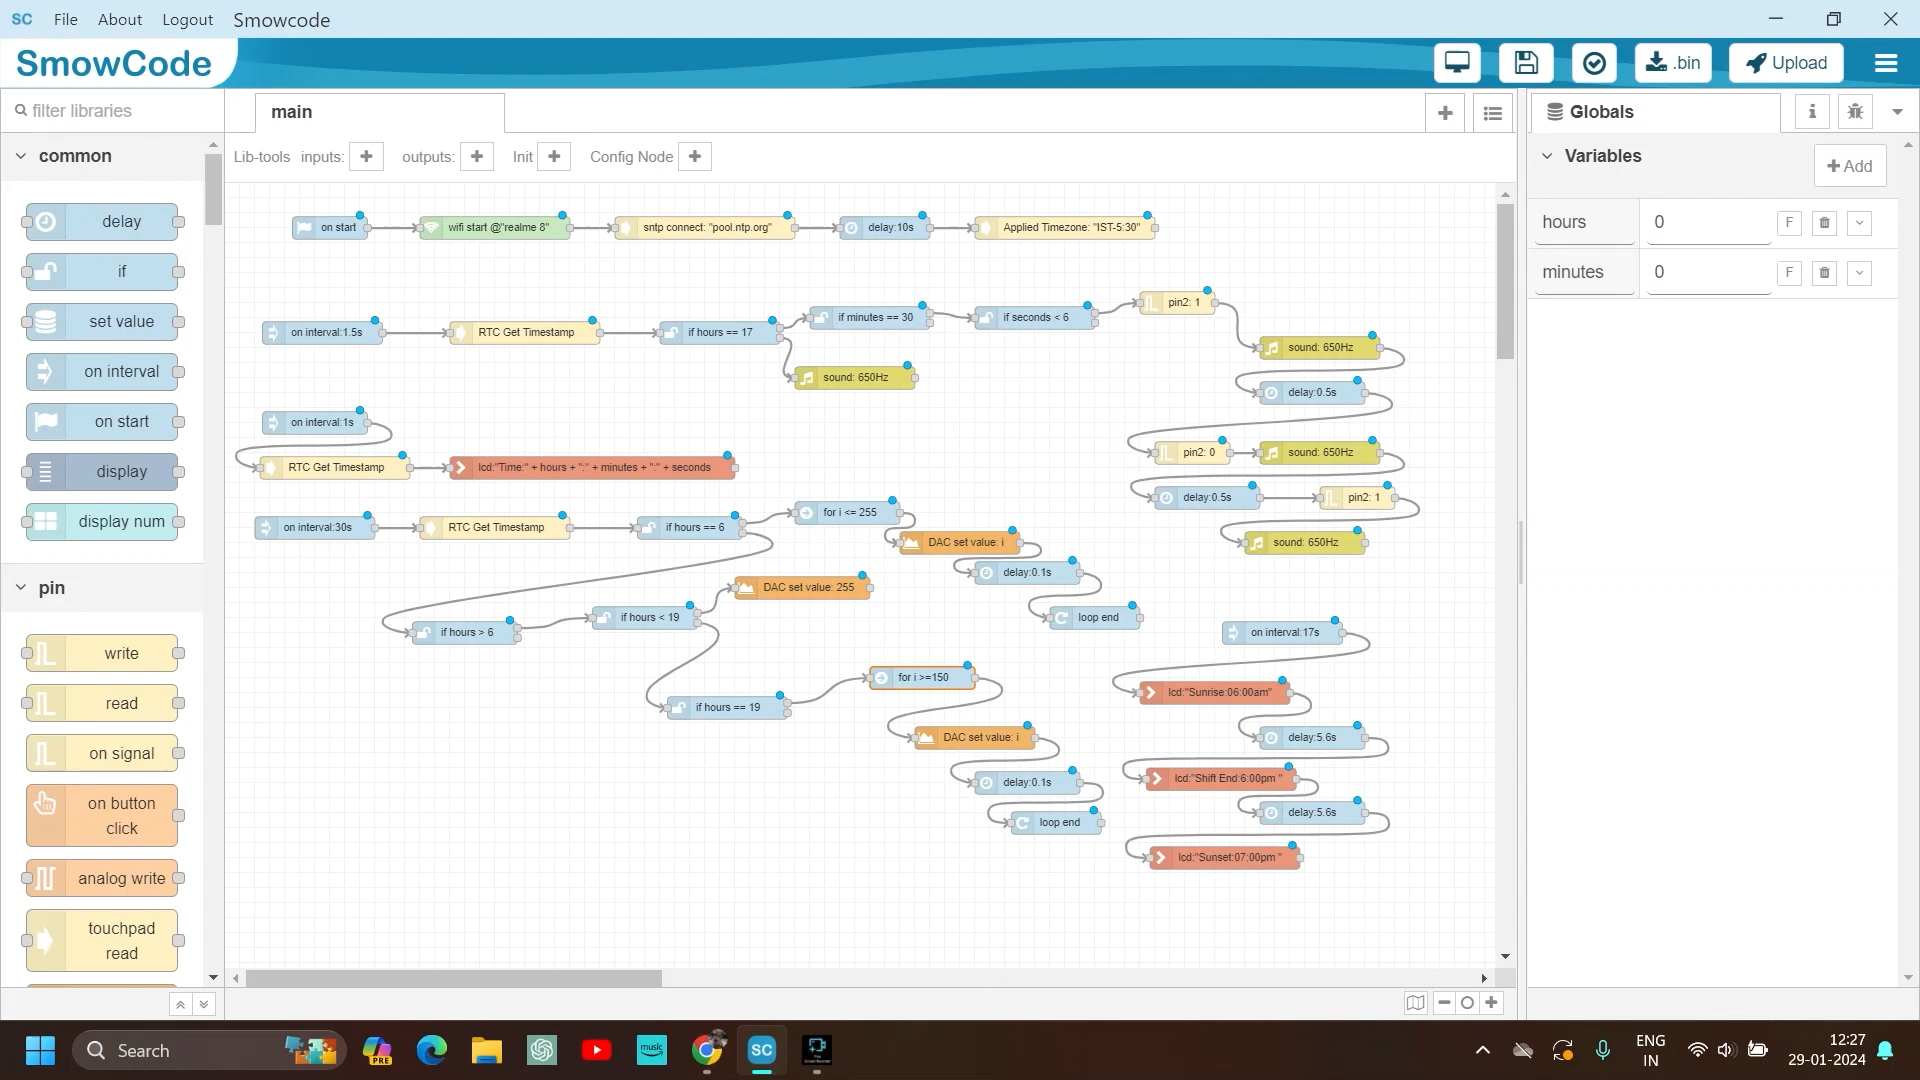 SC File About Logout Smowcode
SmowCode
.bin
Upload
filter libraries
main
Globals
Lib-tools inputs: outputs: Init Config Node
common
Variables
Add
delay
if
set value
on interval
on start
display
display num
pin
write
read
on signal
on button
click
analog write
touchpad
read
hours 0 F
minutes 0 F
on start
wifi start @"realme 8"
sntp connect: "pool.ntp.org"
delay:10s
Applied Timezone: "IST-5:30"
on interval:1.5s
RTC Get Timestamp
if hours == 17
if minutes == 30
if seconds < 6
pin2: 1
sound: 650Hz
sound: 650Hz
delay:0.5s
on interval:1s
RTC Get Timestamp
lcd:"Time:" + hours + ":" + minutes + ":" + seconds
pin2: 0
sound: 650Hz
delay:0.5s
pin2: 1
sound: 650Hz
on interval:30s
RTC Get Timestamp
if hours == 6
for i <= 255
DAC set value: i
delay:0.1s
loop end
DAC set value: 255
if hours > 6
if hours < 19
if hours == 19
for i >=150
DAC set value: i
delay:0.1s
loop end
on interval:17s
lcd:"Sunrise:06:00am"
delay:5.6s
lcd:"Shift End:6:00pm "
delay:5.6s
lcd:"Sunset:07:00pm "
Search
PRE
music
SC
ENG
IN
12:27
29-01-2024